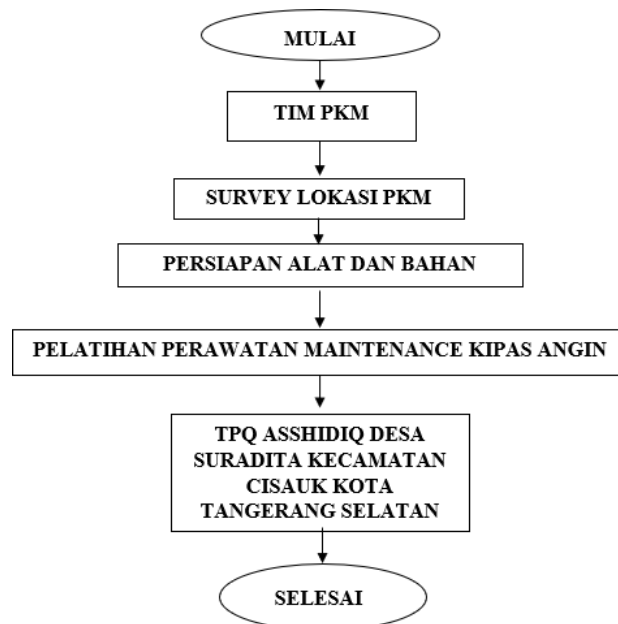 MULAI
TIM PKM
SURVEY LOKASI PKM
PERSIAPAN ALAT DAN BAHAN
PELATIHAN PERAWATAN MAINTENANCE KIPAS ANGIN
TPQ ASSHIDIQ DESA
SURADITA KECAMATAN
CISAUK KOTA
TANGERANG SELATAN
SELESAI